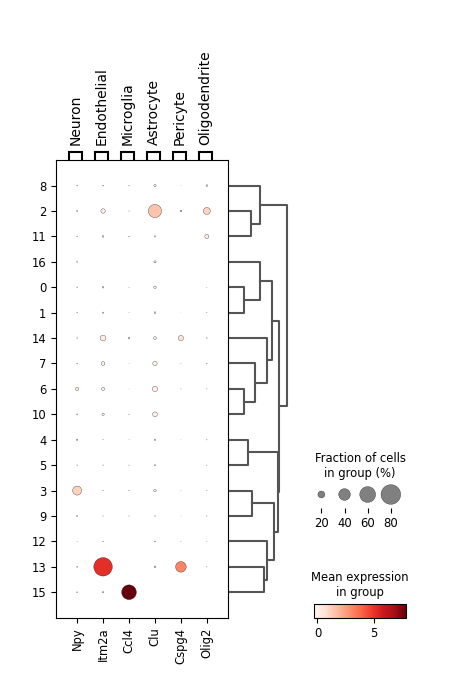 Neuron
Endothelial
Microglia
Astrocyte
Pericyte
Oligodendrite
8
2
11
16
0
1
14
7
6
10
4
5
3
9
12
13
15
Npy
Itm2a
Ccl4
Clu
Cspg4
Olig2
Fraction of cells
in group (%)
20 40 60 80
Mean expression
in group
0 5